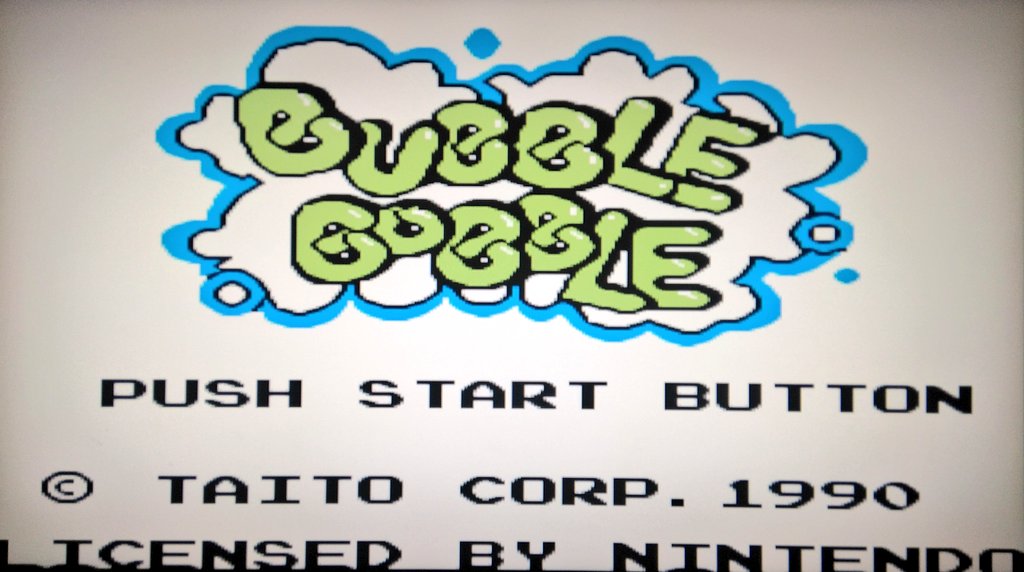 BUBBLE
BOBBLE
PUSH START BUTTON
© TAITO CORP. 1990
LICENSED BY NINTENDO